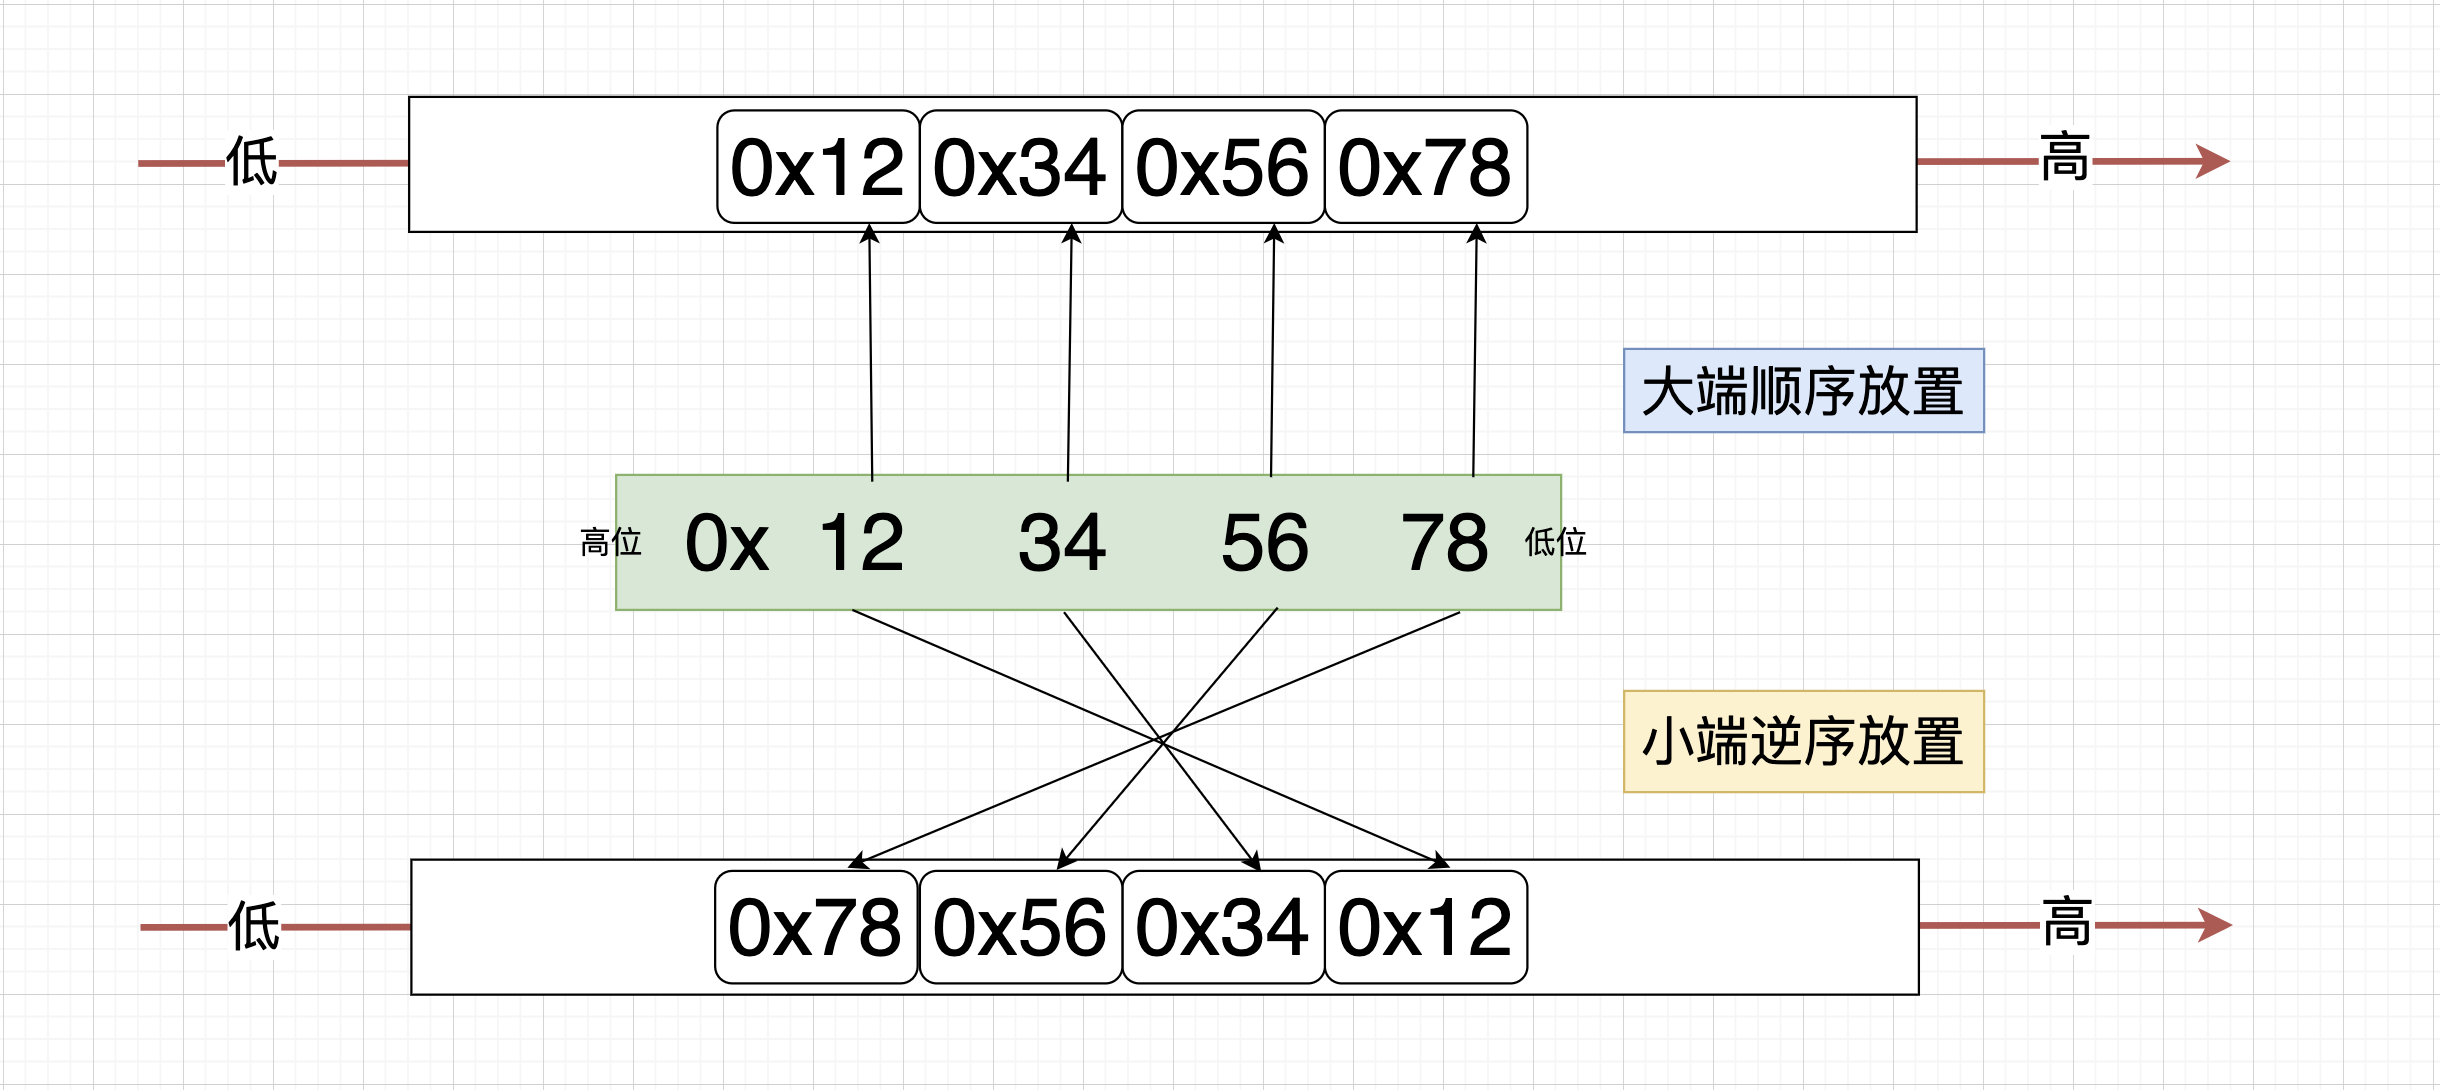 低 0x12 0x34 0x56 0x78 高
大端顺序放置
高位 0x 12 34 56 78 低位
小端逆序放置
低 0x78 0x56 0x34 0x12 高